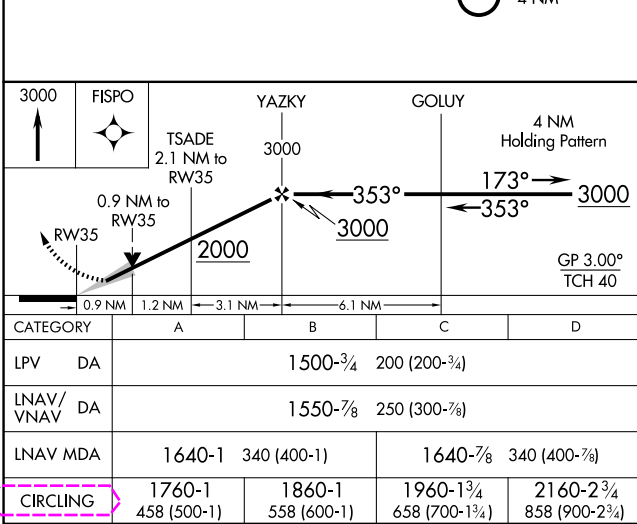 4 NM
3000
FISPO
YAZKY
GOLUY
TSADE
2.1 NM to
RW35
3000
4 NM
Holding Pattern
0.9 NM to
RW35
353°
173°
353°
3000
3000
RW35
2000
GP 3.00°
TCH 40
0.9 NM 1.2 NM 3.1 NM 6.1 NM
CATEGORY A B C D
LPV DA 1500-¾ 200 (200-¾)
LNAV/
VNAV DA 1550-⅞ 250 (300-⅞)
LNAV MDA 1640-1 340 (400-1) 1640-⅞ 340 (400-⅞)
CIRCLING 1760-1 1860-1 1960-1¾ 2160-2¾
458 (500-1) 558 (600-1) 658 (700-1¾) 858 (900-2¾)